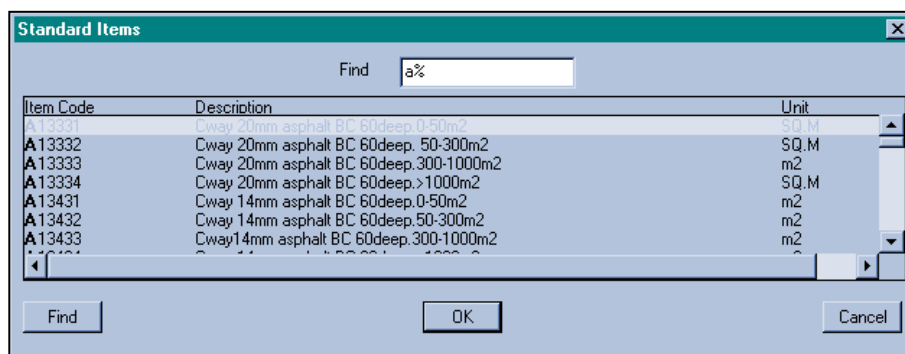 Standard Items
Find a%
Item Code Description Unit
A13331 Cway 20mm asphalt BC 60deep.0-50m2 SQ.M
A13332 Cway 20mm asphalt BC 60deep. 50-300m2 SQ.M
A13333 Cway 20mm asphalt BC 60deep.300-1000m2 m2
A13334 Cway 20mm asphalt BC 60deep.>1000m2 SQ.M
A13431 Cway 14mm asphalt BC 60deep.0-50m2 m2
A13432 Cway 14mm asphalt BC 60deep.50-300m2 m2
A13433 Cway14mm asphalt BC 60deep.300-1000m2 m2
Find OK Cancel